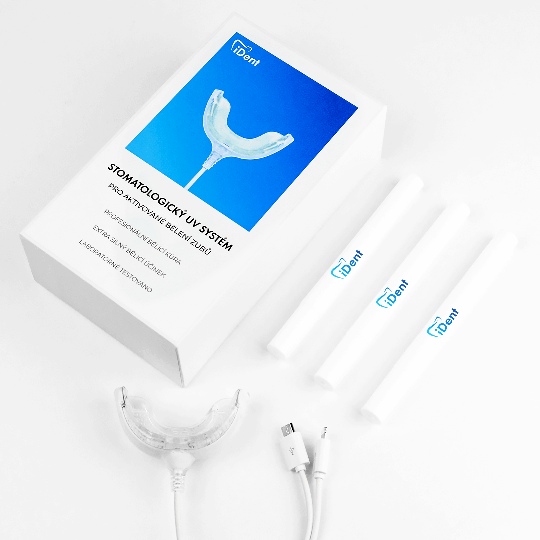 iDent
STOMATOLOGICKÝ UV SYSTÉM
PRO AKTIVOVANÉ BĚLENÍ ZUBŮ
PROFESIONÁLNÍ BĚLICÍ KÚRA
EXTRA SILNÝ BĚLICÍ ÚČINEK
LABORATORNĚ TESTOVÁNO
iDent
iDent
iDent